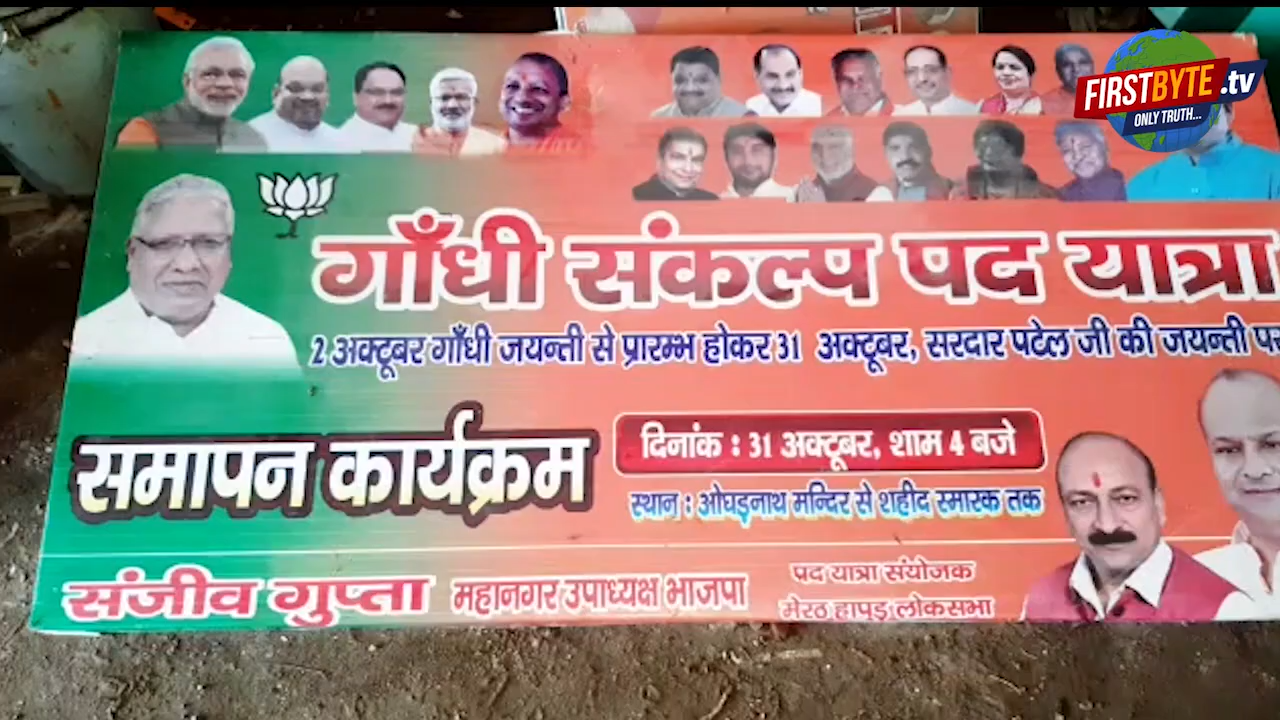 FIRSTBYTE.tv
ONLY TRUTH...
गाँधी संकल्प पद यात्रा
2 अक्टूबर गाँधी जयन्ती से प्रारम्भ होकर 31 अक्टूबर, सरदार पटेल जी की जयन्ती पर
समापन कार्यक्रम
दिनांक : 31 अक्टूबर, शाम 4 बजे
स्थान : ओघड़नाथ मन्दिर से शहीद स्मारक तक
संजीव गुप्ता महानगर उपाध्यक्ष भाजपा
पद यात्रा संयोजक
मेरठ हापुड़ लोकसभा